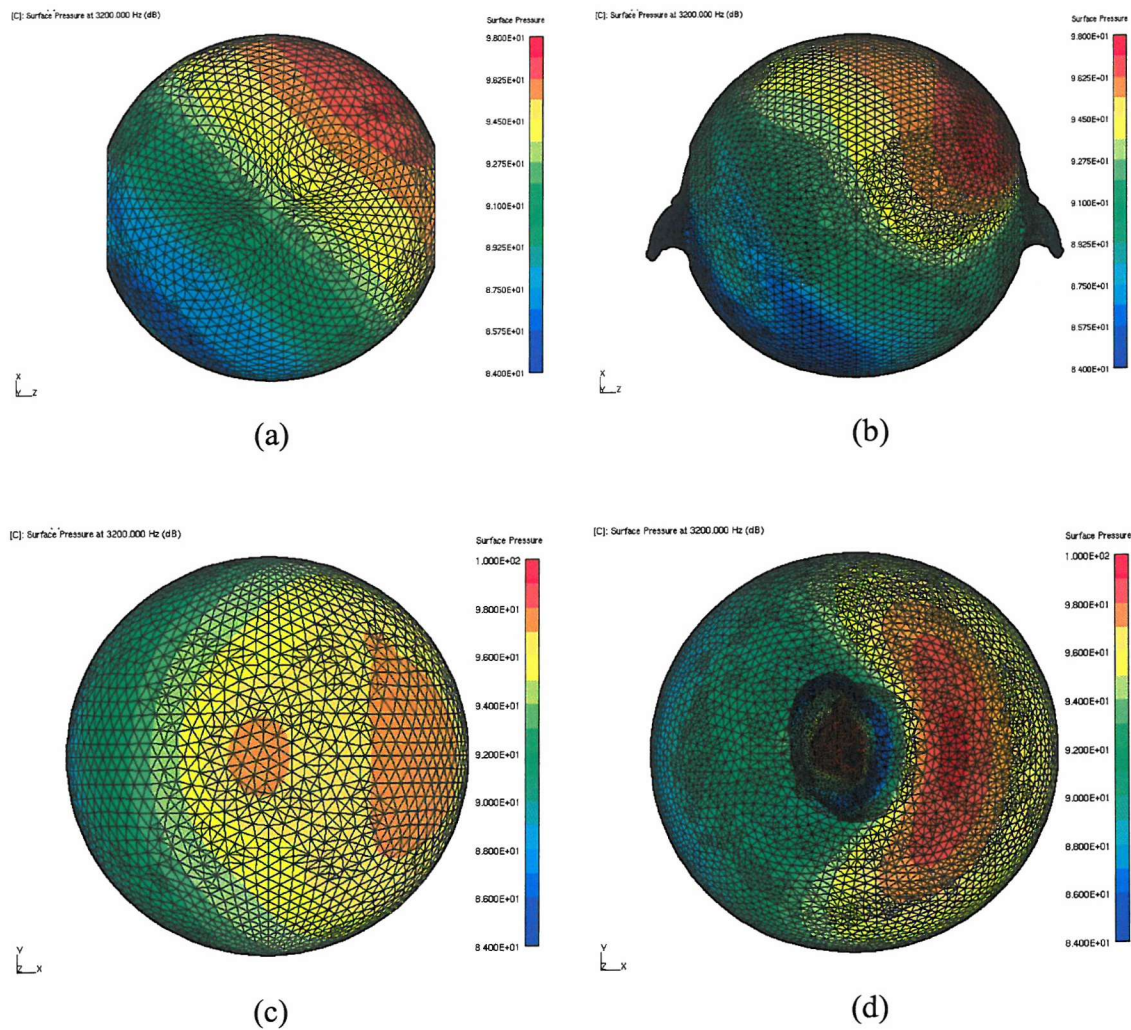 [C]: Surface Pressure at 3200.000 Hz (dB)
Surface Pressure
9.800E+01
9.625E+01
9.450E+01
9.275E+01
9.100E+01
8.925E+01
8.750E+01
8.575E+01
8.400E+01
X
Y Z
(a)
[C]: Surface Pressure at 3200.000 Hz (dB)
Surface Pressure
9.800E+01
9.625E+01
9.450E+01
9.275E+01
9.100E+01
8.925E+01
8.750E+01
8.575E+01
8.400E+01
X
Y Z
(b)
[C]: Surface Pressure at 3200.000 Hz (dB)
Surface Pressure
1.000E+02
9.800E+01
9.600E+01
9.400E+01
9.200E+01
9.000E+01
8.800E+01
8.600E+01
8.400E+01
Y
Z X
(c)
[C]: Surface Pressure at 3200.000 Hz (dB)
Surface Pressure
1.000E+02
9.800E+01
9.600E+01
9.400E+01
9.200E+01
9.000E+01
8.800E+01
8.600E+01
8.400E+01
Y
Z X
(d)